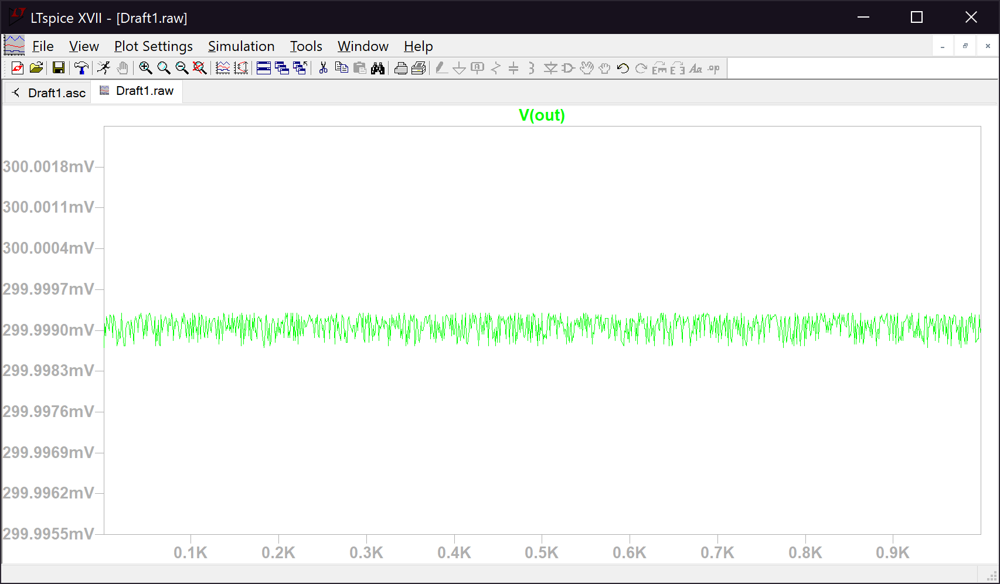 LTspice XVII - [Draft1.raw]
File View Plot Settings Simulation Tools Window Help
Draft1.asc Draft1.raw
V(out)
300.0018mV
300.0011mV
300.0004mV
299.9997mV
299.9990mV
299.9983mV
299.9976mV
299.9969mV
299.9962mV
299.9955mV
0.1K 0.2K 0.3K 0.4K 0.5K 0.6K 0.7K 0.8K 0.9K